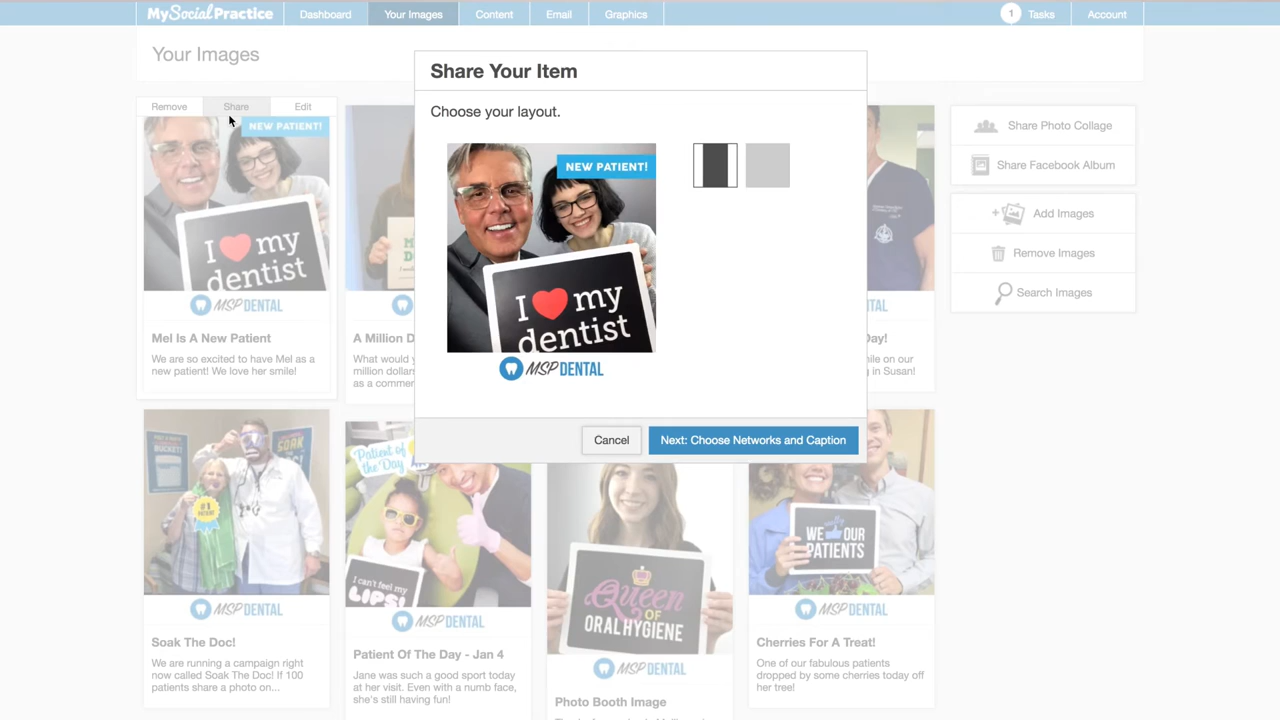 My Social Practice
Dashboard
Your Images
Content
Email
Graphics
1
Tasks
Account
Your Images
Share Your Item
Choose your layout.
NEW PATIENT!
I ❤ my
dentist
MSP DENTAL
Cancel
Next: Choose Networks and Caption
Remove
Share
Edit
NEW PATIENT!
I ❤ my
dentist
MSP DENTAL
Mel Is A New Patient
We are so excited to have Mel as a
new patient! We love her smile!
A Million D
What would y
million dollars
as a commer
Day!
ile on our
g in Susan!
Share Photo Collage
Share Facebook Album
Add Images
Remove Images
Search Images
SOAK
#1
MSP DENTAL
Soak The Doc!
We are running a campaign right
now called Soak The Doc! If 100
patients share a photo on...
Patient of
the Day
I can't feel my
LIPS!
MSP DENTAL
Patient Of The Day - Jan 4
Jane was such a good sport today
at her visit. Even with a numb face,
she's still having fun!
Queen
OF
ORAL HYGIENE
MSP DENTAL
Photo Booth Image
WE OUR
PATIENTS
MSP DENTAL
Cherries For A Treat!
One of our fabulous patients
dropped by some cherries today off
her tree!